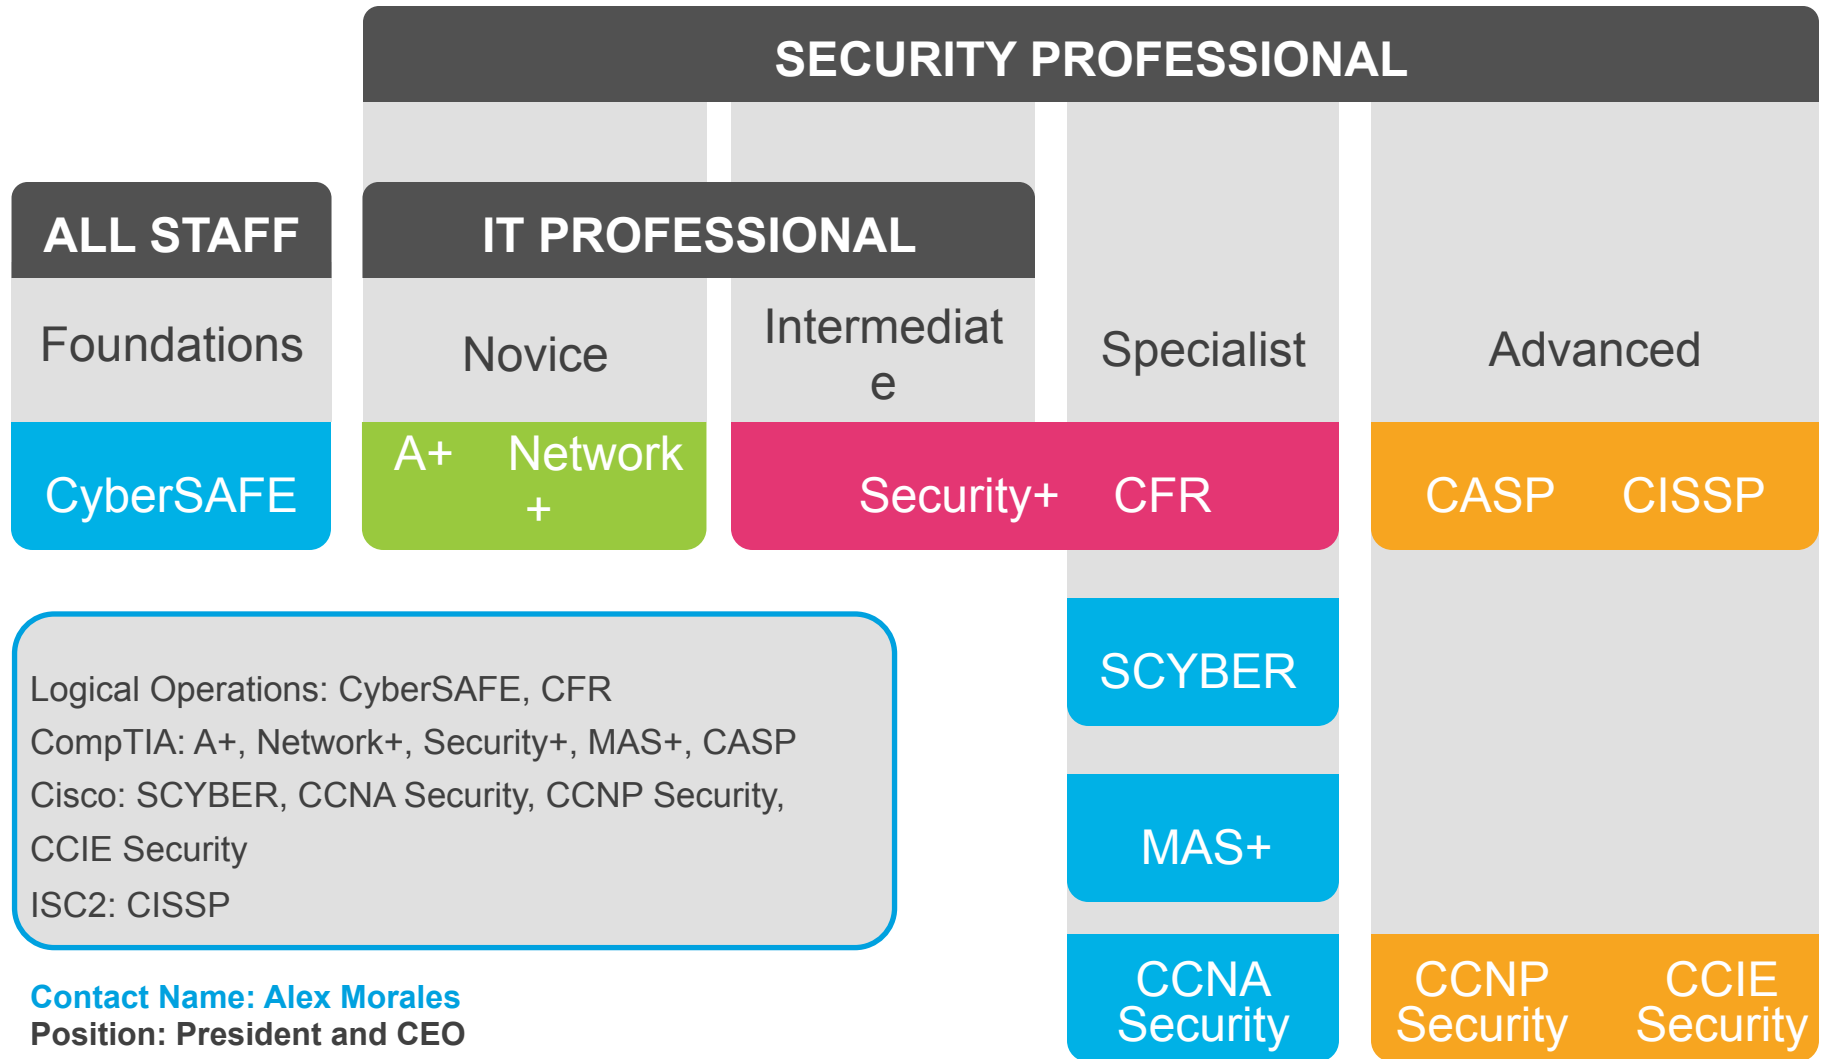 SECURITY PROFESSIONAL
ALL STAFF
IT PROFESSIONAL
Foundations
Novice
Intermediat
e
Specialist
Advanced
CyberSAFE
A+ Network
+
Security+ CFR
CASP CISSP
SCYBER
MAS+
CCNA
Security
CCNP
Security
CCIE
Security
Logical Operations: CyberSAFE, CFR
CompTIA: A+, Network+, Security+, MAS+, CASP
Cisco: SCYBER, CCNA Security, CCNP Security,
CCIE Security
ISC2: CISSP
Contact Name: Alex Morales
Position: President and CEO